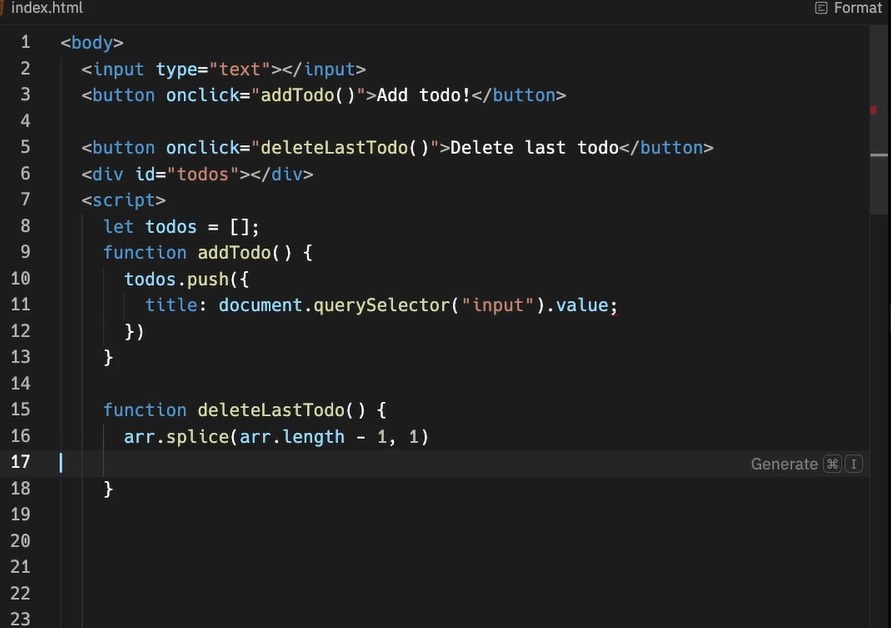 index.html Format
1 <body>
2 <input type="text"></input>
3 <button onclick="addTodo()">Add todo!</button>
4
5 <button onclick="deleteLastTodo()">Delete last todo</button>
6 <div id="todos"></div>
7 <script>
8 let todos = [];
9 function addTodo() {
10 todos.push({
11 title: document.querySelector("input").value;
12 })
13 }
14
15 function deleteLastTodo() {
16 arr.splice(arr.length - 1, 1)
17 Generate ⌘ I
18 }
19
20
21
22
23